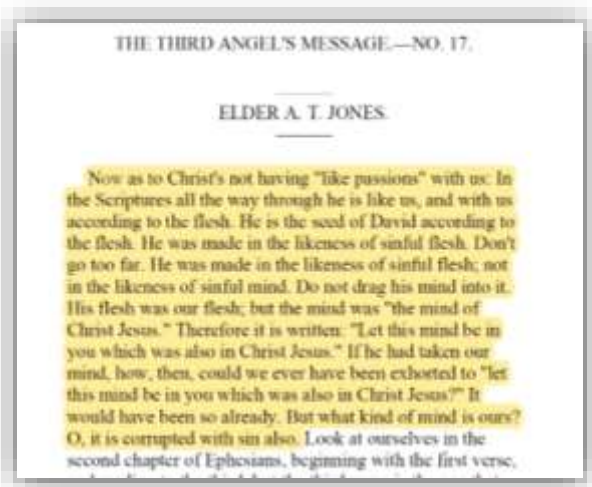 THE THIRD ANGEL'S MESSAGE.—NO. 17.
ELDER A. T. JONES.
Now as to Christ's not having "like passions" with us: In
the Scriptures all the way through he is like us, and with us
according to the flesh. He is the seed of David according to
the flesh. He was made in the likeness of sinful flesh. Don't
go too far. He was made in the likeness of sinful flesh; not
in the likeness of sinful mind. Do not drag his mind into it.
His flesh was our flesh; but the mind was "the mind of
Christ Jesus." Therefore it is written: "Let this mind be in
you which was also in Christ Jesus." If he had taken our
mind, how, then, could we ever have been exhorted to "let
this mind be in you which was also in Christ Jesus?" It
would have been so already. But what kind of mind is ours?
O, it is corrupted with sin also. Look at ourselves in the
second chapter of Ephesians, beginning with the first verse,